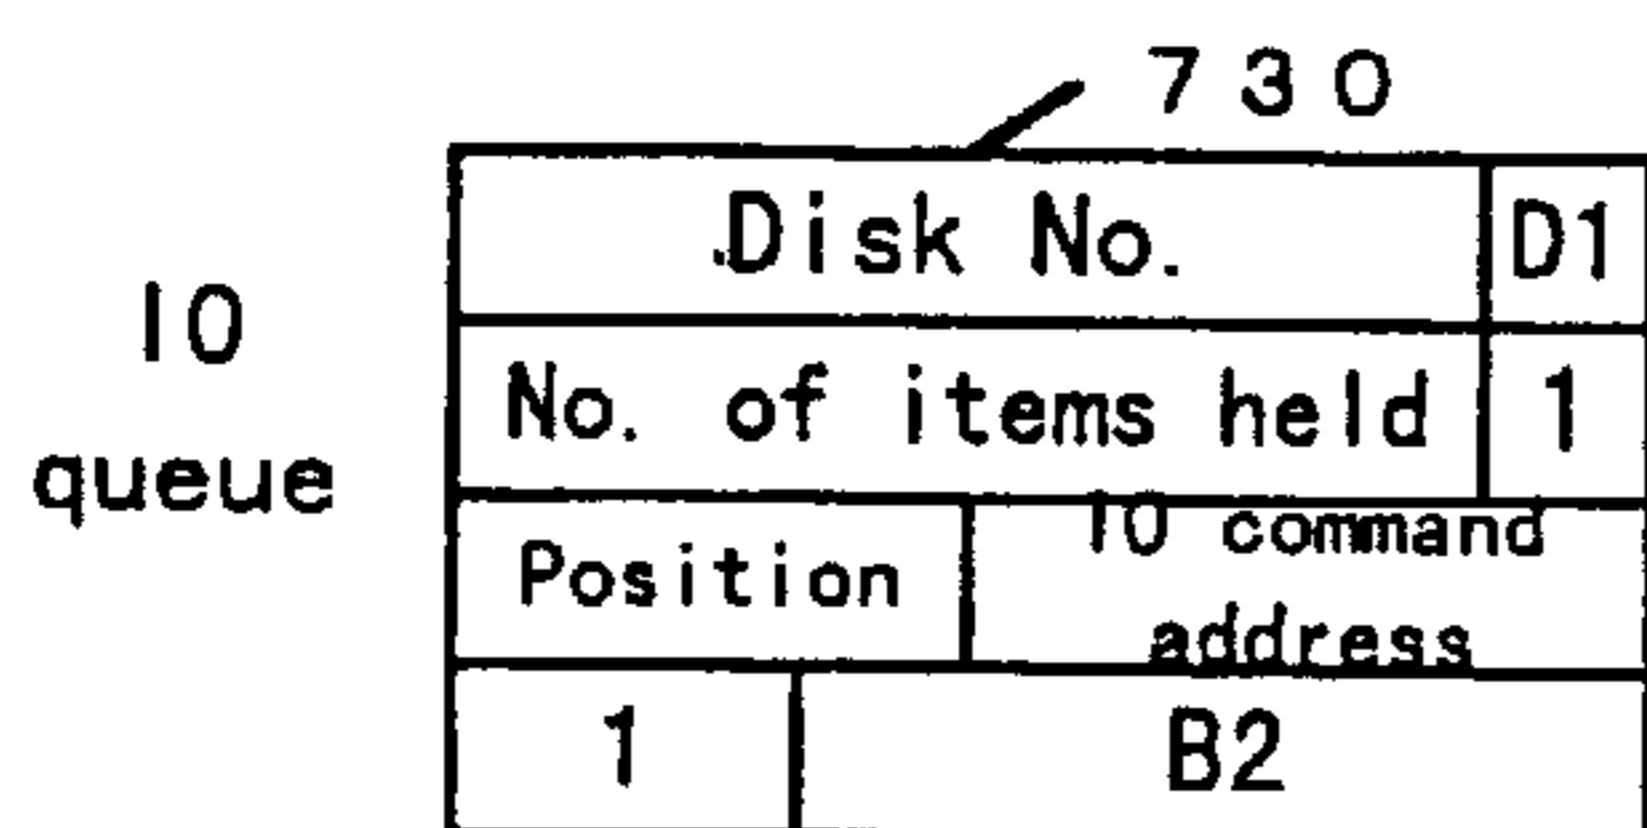 730
Disk No. D1
IO
queue
No. of items held 1
Position
IO command
address
1 B2